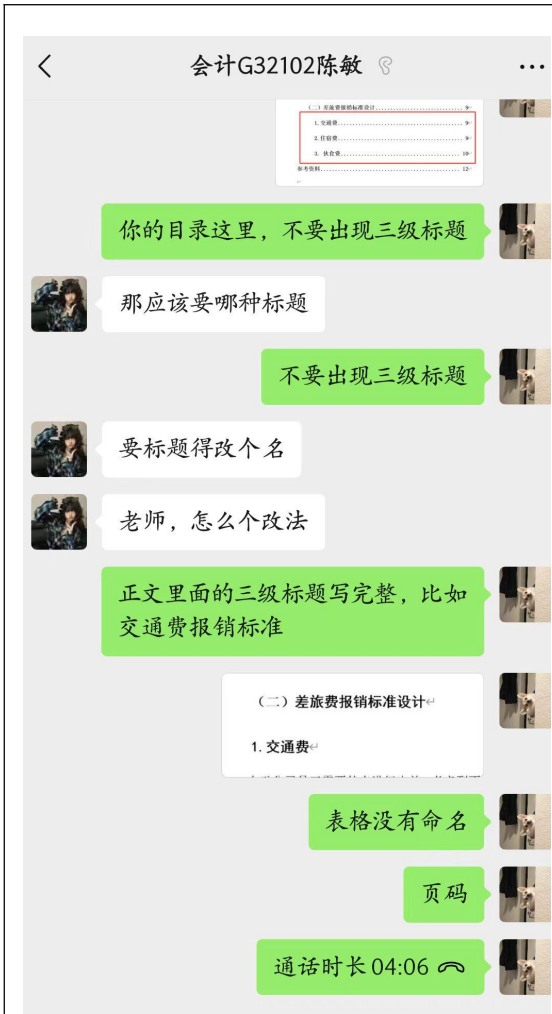 会计G32102陈敏
(二)差旅费报销标准设计 9
1.交通费 9
2.住宿费 9
3. 伙食费 10
参考资料 12
你的目录这里，不要出现三级标题
那应该要哪种标题
不要出现三级标题
要标题得改个名
老师，怎么个改法
正文里面的三级标题写完整，比如
交通费报销标准
（二）差旅费报销标准设计
1.交通费
表格没有命名
页码
通话时长 04:06